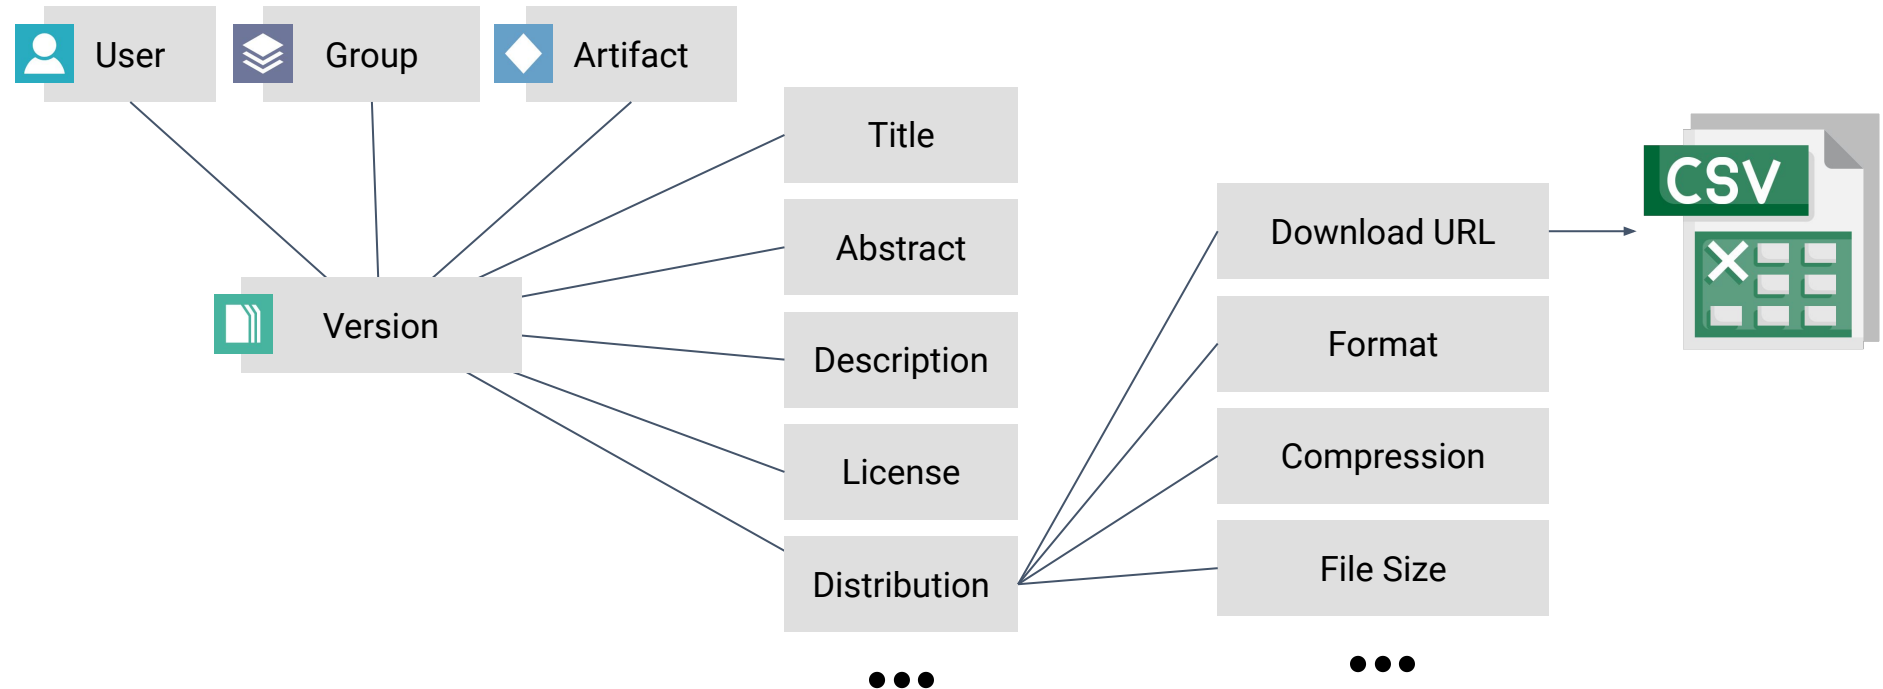 User
Group
Artifact
Version
Title
Abstract
Description
License
Distribution
Download URL
Format
Compression
File Size
CSV